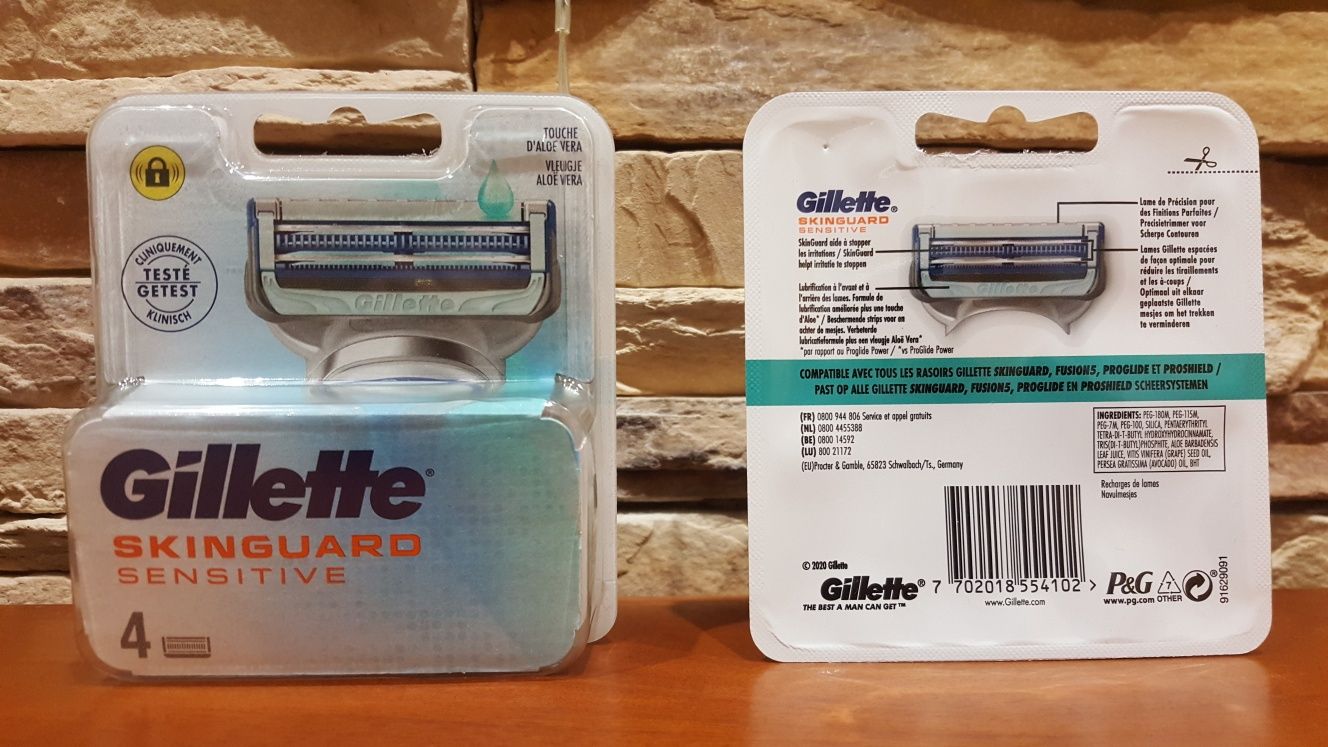 TOUCHE
D'ALOE VERA
VLEUGJE
ALOË VERA
CLINIQUEMENT
TESTÉ
GETEST
KLINISCH
Gillette
Gillette®
SKINGUARD
SENSITIVE
4
Gillette®
SKINGUARD
SENSITIVE
SkinGuard aide à stopper
les irritations / SkinGuard
helpt irritatie te stoppen
Lubrification à l'avant et à
l'arrière des lames. Formule de
lubrification améliorée plus une touche
d'Aloe* / Beschermende strips voor en
achter de mesjes. Verbeterde
lubricatieformule plus een vleugje Aloë Vera*
*par rapport au Proglide Power / *vs ProGlide Power
Lame de Précision pour
des Finitions Parfaites /
Precisietrimmer voor
Scherpe Contouren
Lames Gillette espacées
de façon optimale pour
réduire les tiraillements
et les à-coups /
Optimaal uit elkaar
geplaatste Gillette
mesjes om het trekken
te verminderen
COMPATIBLE AVEC TOUS LES RASOIRS GILLETTE SKINGUARD, FUSION5, PROGLIDE ET PROSHIELD /
PAST OP ALLE GILLETTE SKINGUARD, FUSION5, PROGLIDE EN PROSHIELD SCHEERSYSTEMEN
(FR) 0800 944 806 Service et appel gratuits
(NL) 0800 4455388
(BE) 0800 14592
(LU) 800 21172
(EU)Procter & Gamble, 65823 Schwalbach/Ts., Germany
INGREDIENTS: PEG-180M, PEG-115M,
PEG-7M, PEG-100, SILICA, PENTAERYTHRITYL
TETRA-DI-T-BUTYL HYDROXYHYDROCINNAMATE,
TRIS(DI-T-BUTYL)PHOSPHITE, ALOE BARBADENSIS
LEAF JUICE, VITIS VINIFERA (GRAPE) SEED OIL,
PERSEA GRATISSIMA (AVOCADO) OIL, BHT
Recharges de lames
Navulmesjes
© 2020 Gillette
Gillette®
THE BEST A MAN CAN GET™
7 702018 554102 >
www.Gillette.com
P&G
www.pg.com
7
OTHER
®
91629091